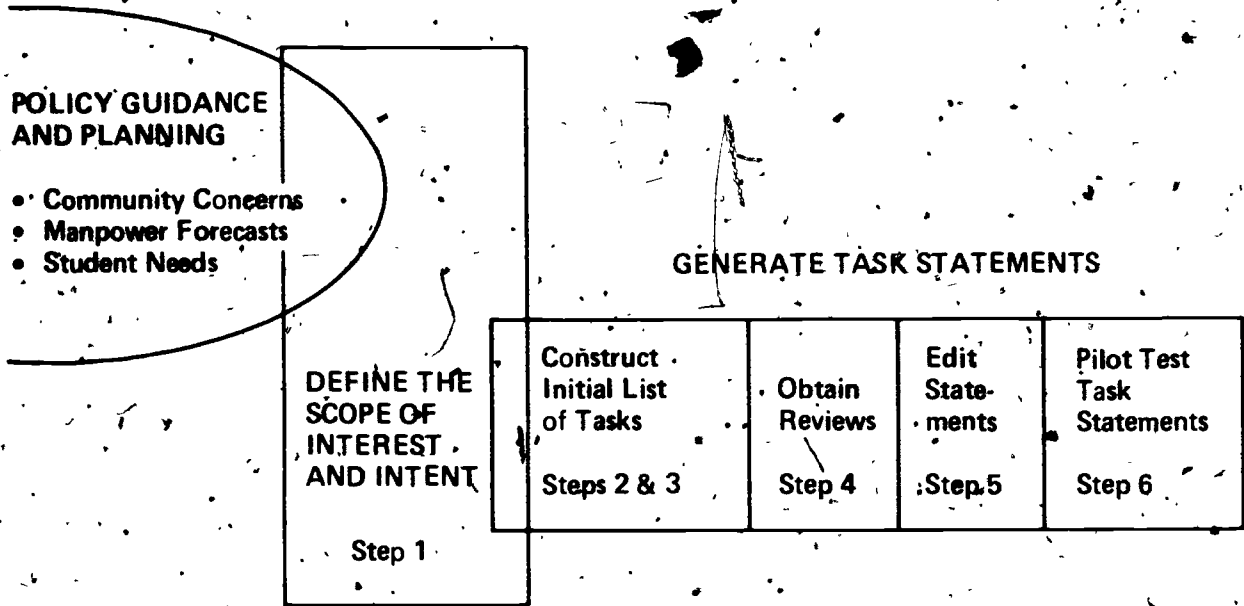 POLICY GUIDANCE
AND PLANNING
• Community Concerns
• Manpower Forecasts
• Student Needs
DEFINE THE
SCOPE OF
INTEREST
AND INTENT
Step 1
GENERATE TASK STATEMENTS
Construct
Initial List
of Tasks
Steps 2 & 3
Obtain
Reviews
Step 4
Edit
State-
ments
Step 5
Pilot Test
Task
Statements
Step 6